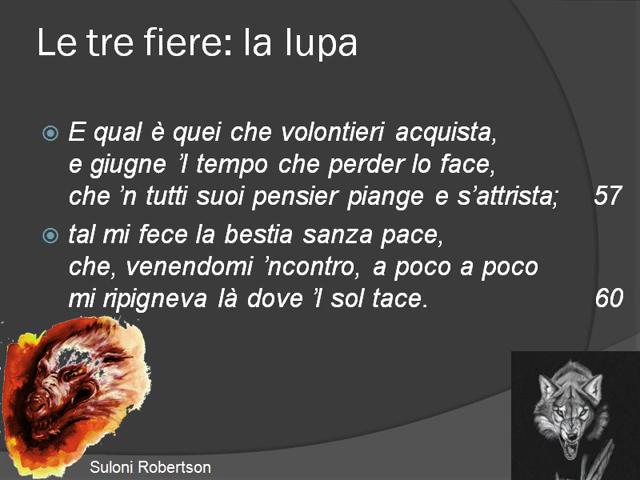 Le tre fiere: la lupa
E qual è quei che volontieri acquista,
e giugne ’l tempo che perder lo face,
che ’n tutti suoi pensier piange e s’attrista; 57
tal mi fece la bestia sanza pace,
che, venendomi ’ncontro, a poco a poco
mi ripigneva là dove ’l sol tace. 60
Suloni Robertson